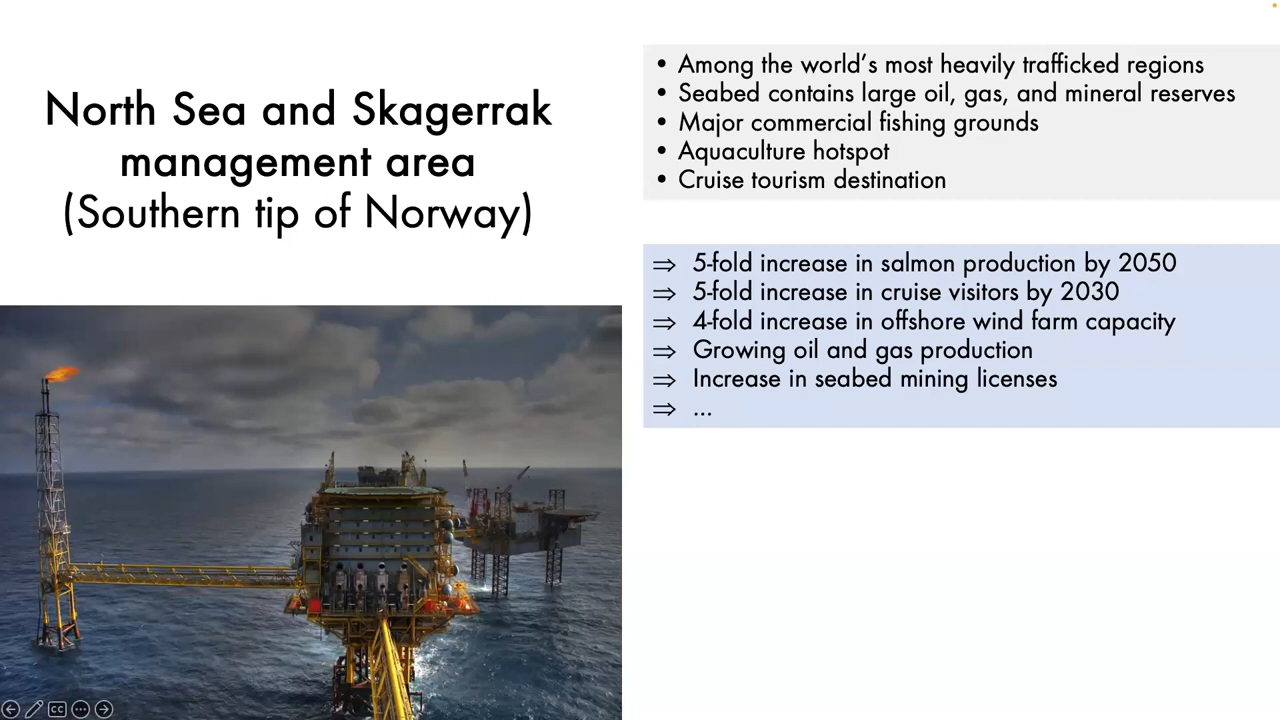 North Sea and Skagerrak
management area
(Southern tip of Norway)
• Among the world's most heavily trafficked regions
• Seabed contains large oil, gas, and mineral reserves
• Major commercial fishing grounds
• Aquaculture hotspot
• Cruise tourism destination
⇒ 5-fold increase in salmon production by 2050
⇒ 5-fold increase in cruise visitors by 2030
⇒ 4-fold increase in offshore wind farm capacity
⇒ Growing oil and gas production
⇒ Increase in seabed mining licenses
⇒ ...
CC